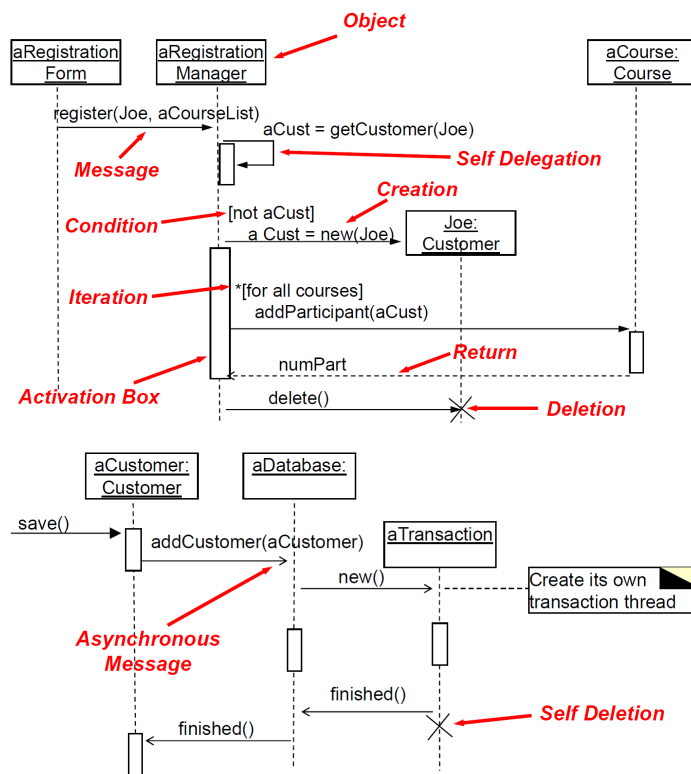 Object
aRegistration
Form
aRegistration
Manager
aCourse:
Course
register(Joe, aCourseList)
Message
aCust = getCustomer(Joe)
Self Delegation
Creation
Condition
[not aCust]
a Cust = new(Joe)
Joe:
Customer
Iteration
*[for all courses]
addParticipant(aCust)
Return
numPart
Activation Box
delete()
Deletion
aCustomer:
Customer
aDatabase:
save()
addCustomer(aCustomer)
aTransaction
new()
Create its own
transaction thread
Asynchronous
Message
finished()
Self Deletion
finished()